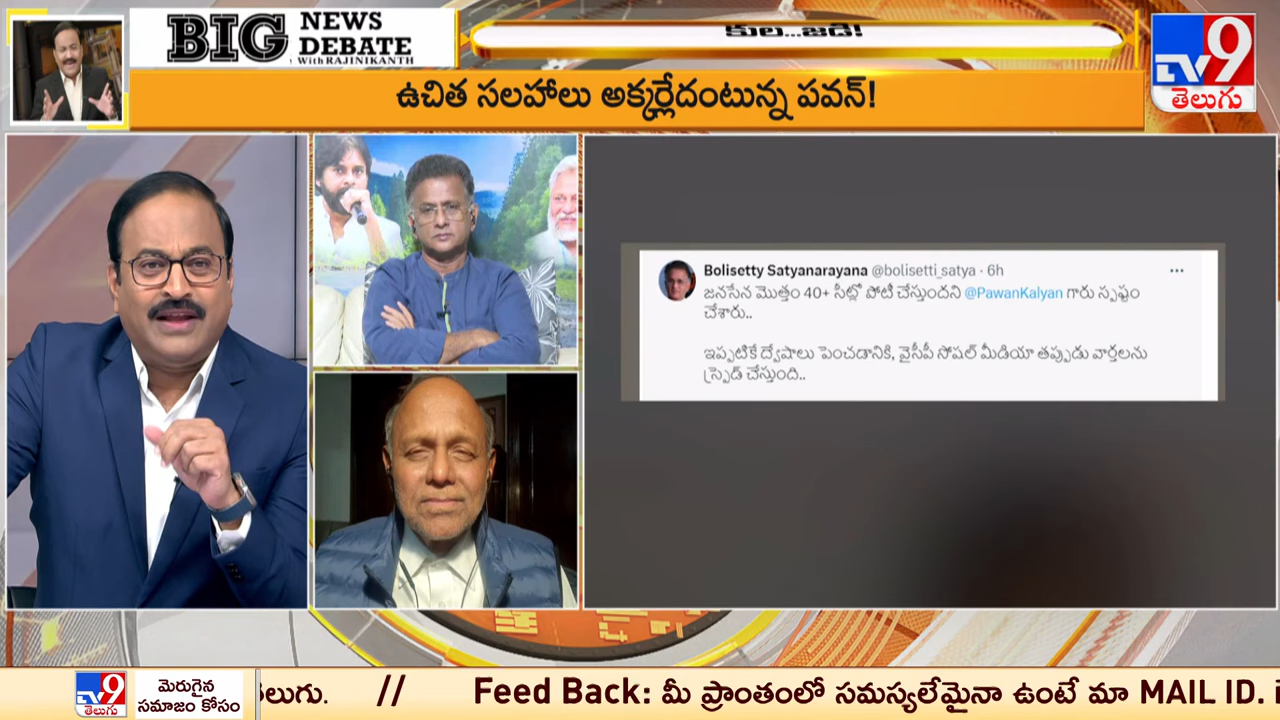 BIG NEWS
DEBATE
With RAJINIKANTH
కుల...జడి!
TV9
తెలుగు
ఉచిత సలహాలు అక్కర్లేదంటున్న పవన్!
Bolisetty Satyanarayana @bolisetti_satya · 6h
జనసేన మొత్తం 40+ సీట్లో పోటీ చేస్తుందని @PawanKalyan గారు స్పష్టం
చేశారు..
ఇప్పటికే ద్వేషాలు పెంచడానికి, వైసీపీ సోషల్ మీడియా తప్పుడు వార్తలను
స్ప్రెడ్ చేస్తుంది..
TV9
తెలుగు
మెరుగైన
సమాజం కోసం
లుగు. // Feed Back: మీ ప్రాంతంలో సమస్యలేమైనా ఉంటే మా MAIL ID.